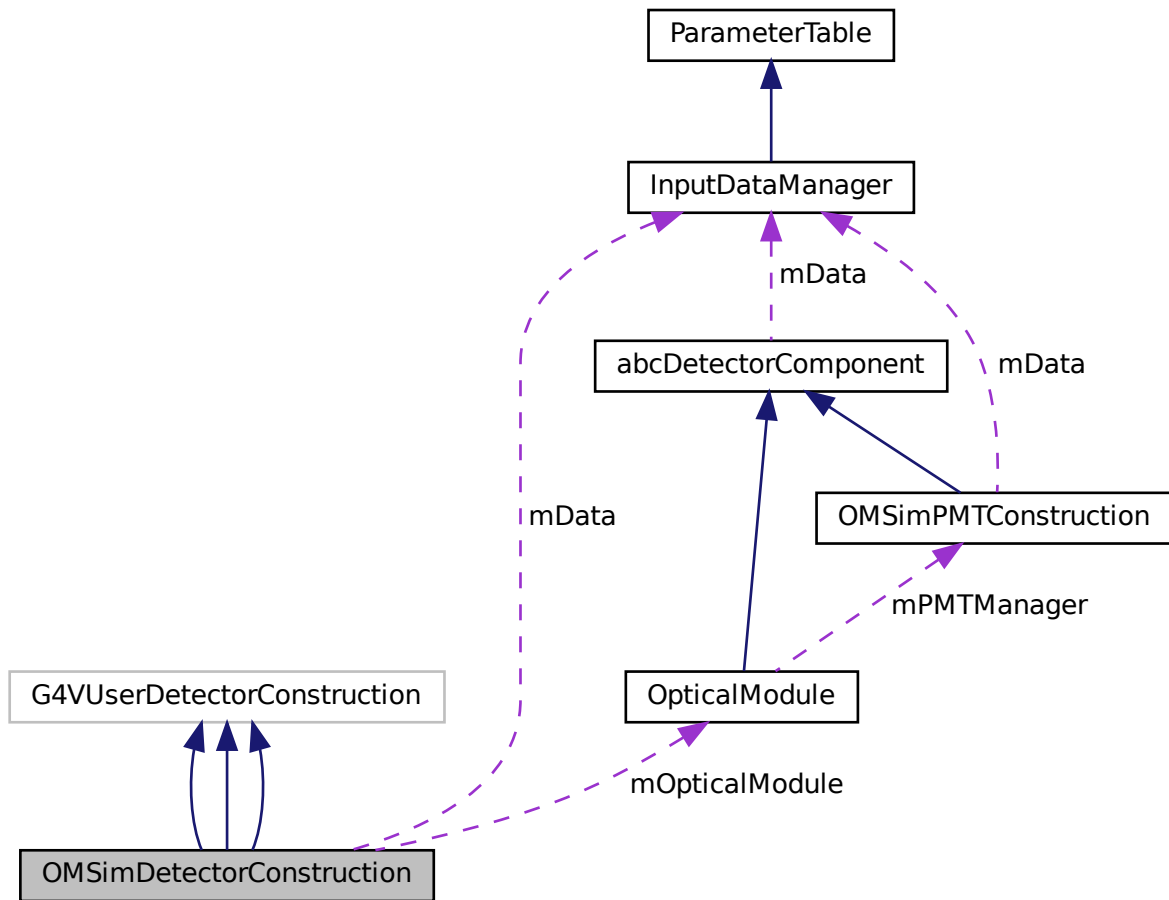 ParameterTable
InputDataManager
mData
abcDetectorComponent
mData
OMSimPMTConstruction
mData
mPMTManager
G4VUserDetectorConstruction
OpticalModule
mOpticalModule
OMSimDetectorConstruction